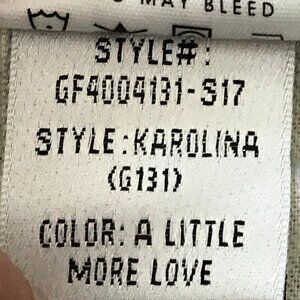 MAY BLEED
STYLE#:
GF4004131-S17
STYLE:KAROLINA
(G131)
COLOR: A LITTLE
MORE LOVE